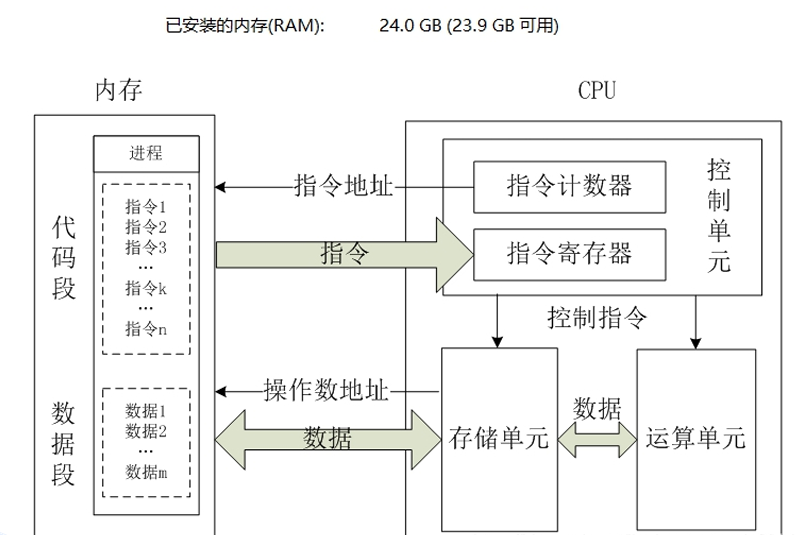 已安装的内存(RAM): 24.0 GB (23.9 GB 可用)
内存
CPU
进程
代码段
指令1
指令2
指令3
...
指令k
...
指令n
数据段
数据1
数据2
...
数据m
指令地址
指令
操作数地址
数据
指令计数器
指令寄存器
控制单元
控制指令
存储单元
数据
运算单元